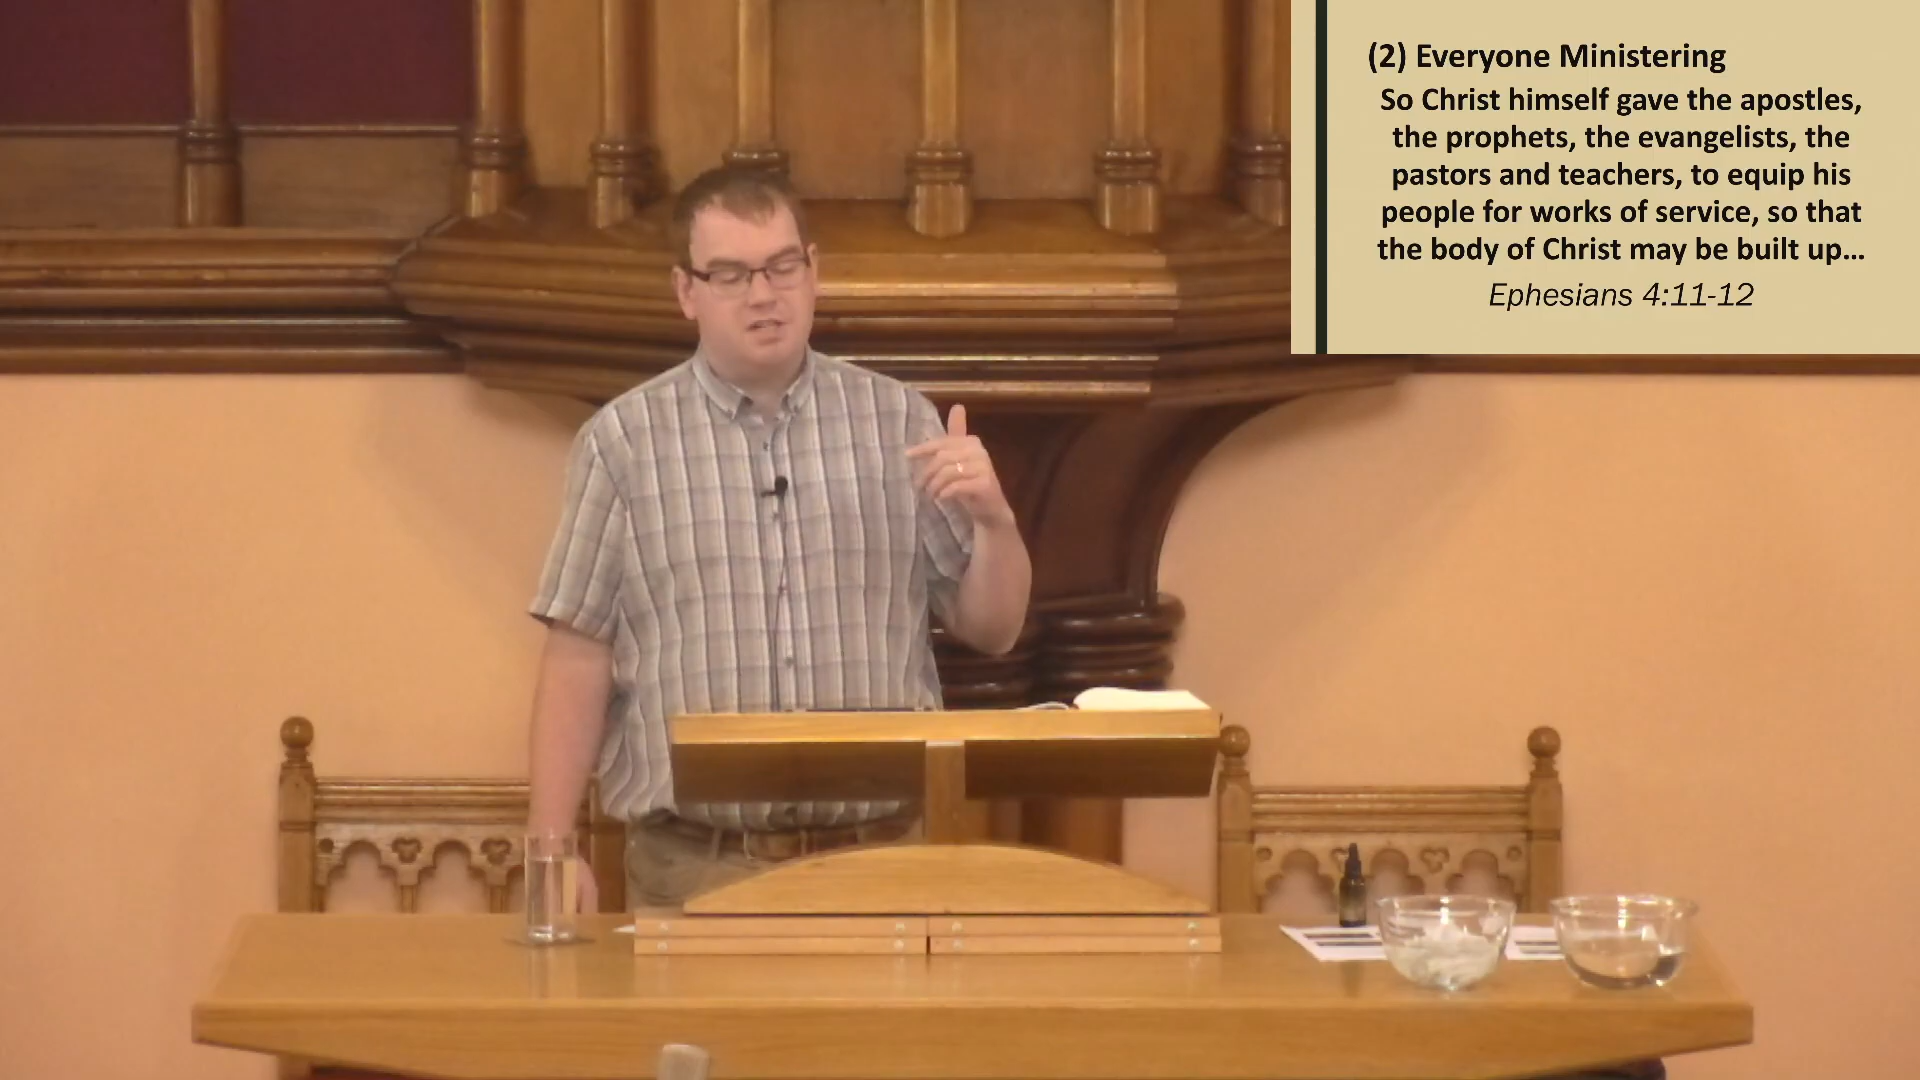 (2) Everyone Ministering
So Christ himself gave the apostles,
the prophets, the evangelists, the
pastors and teachers, to equip his
people for works of service, so that
the body of Christ may be built up...
Ephesians 4:11-12